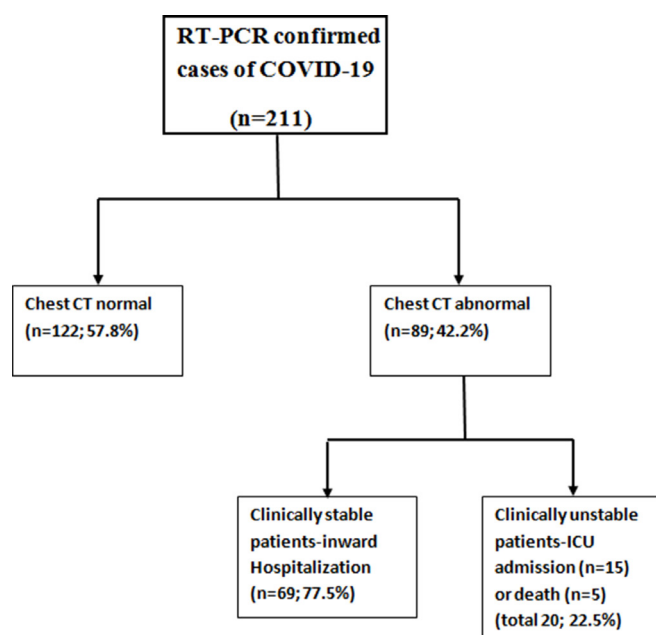 RT-PCR confirmed
cases of COVID-19
(n=211)
Chest CT normal
(n=122; 57.8%)
Chest CT abnormal
(n=89; 42.2%)
Clinically stable
patients-inward
Hospitalization
(n=69; 77.5%)
Clinically unstable
patients-ICU
admission (n=15)
or death (n=5)
(total 20; 22.5%)